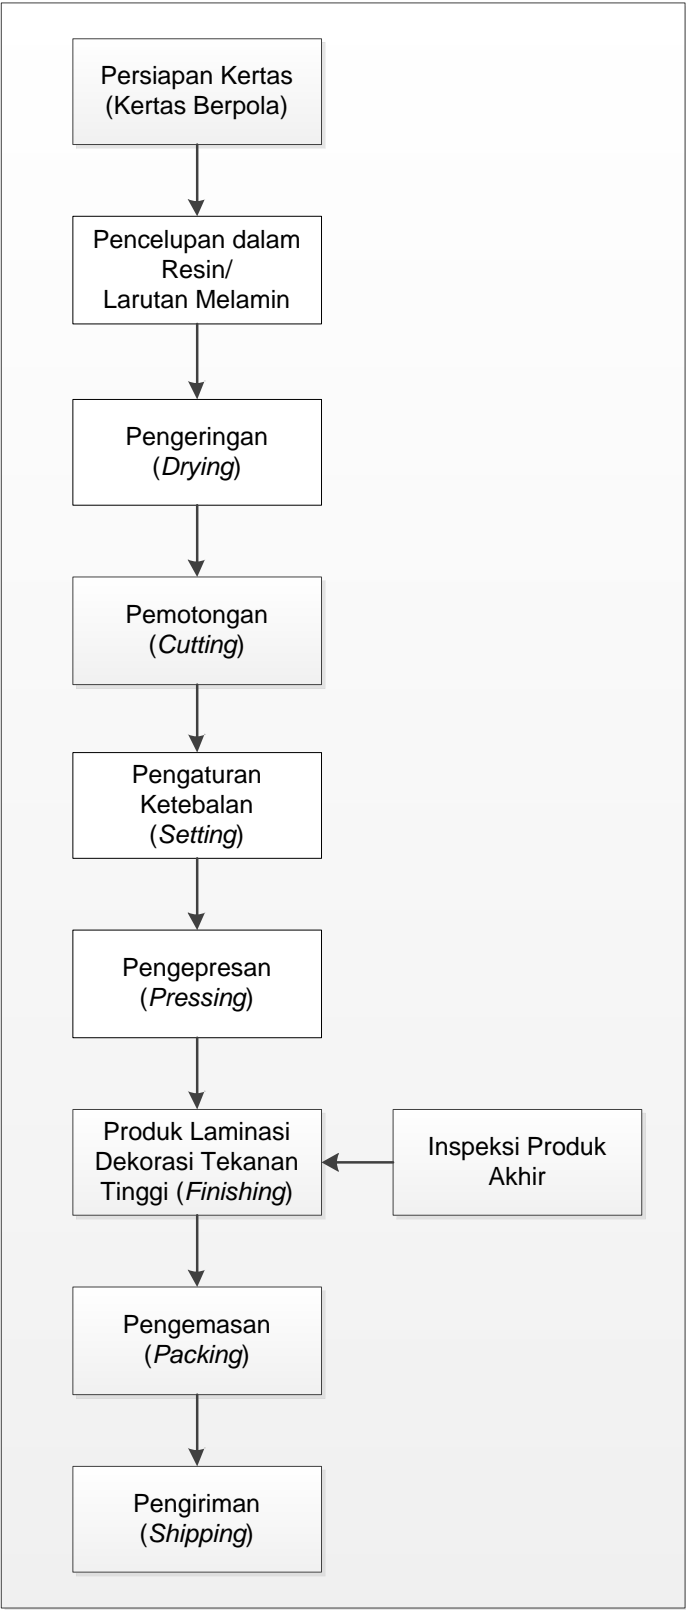 Persiapan Kertas
(Kertas Berpola)
Pencelupan dalam
Resin/
Larutan Melamin
Pengeringan
(Drying)
Pemotongan
(Cutting)
Pengaturan
Ketebalan
(Setting)
Pengepresan
(Pressing)
Produk Laminasi
Dekorasi Tekanan
Tinggi (Finishing)
Inspeksi Produk
Akhir
Pengemasan
(Packing)
Pengiriman
(Shipping)